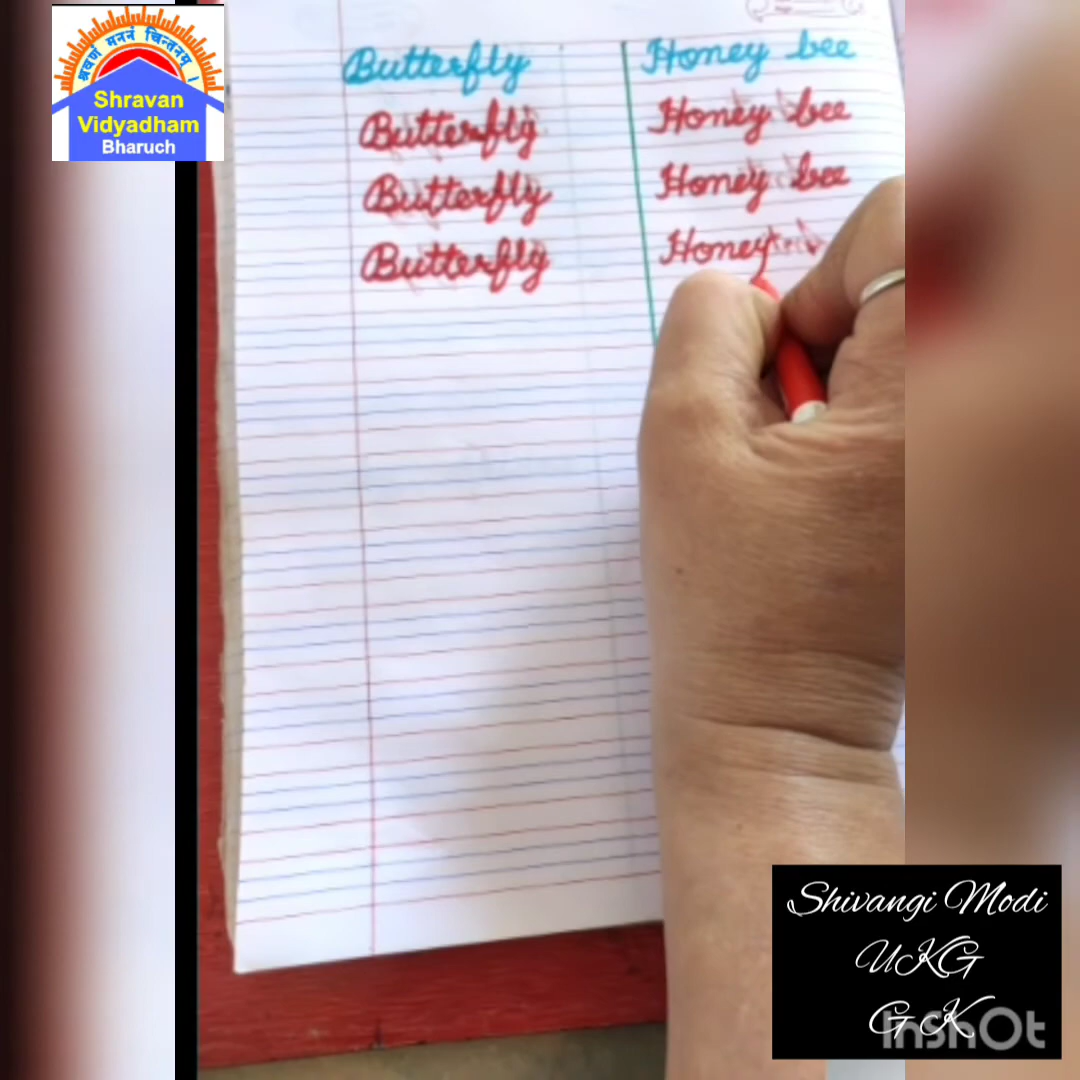 श्रवणं मननं चिन्तनम् ।
Shravan
Vidyadham
Bharuch
Butterfly Honey bee
Butterfly Honey bee
Butterfly Honey bee
Butterfly Honey
Shivangi Modi
UKG
GK
InShOt